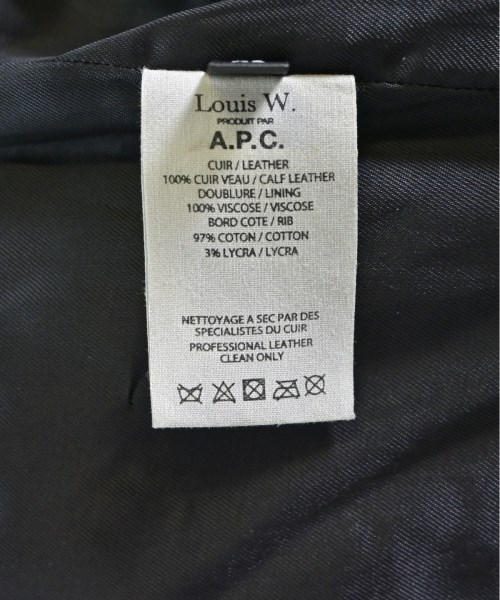 Louis W.
PRODUIT PAR
A.P.C.
CUIR / LEATHER
100% CUIR VEAU / CALF LEATHER
DOUBLURE / LINING
100% VISCOSE / VISCOSE
BORD COTE / RIB
97% COTON / COTTON
3% LYCRA / LYCRA
NETTOYAGE A SEC PAR DES
SPECIALISTES DU CUIR
PROFESSIONAL LEATHER
CLEAN ONLY